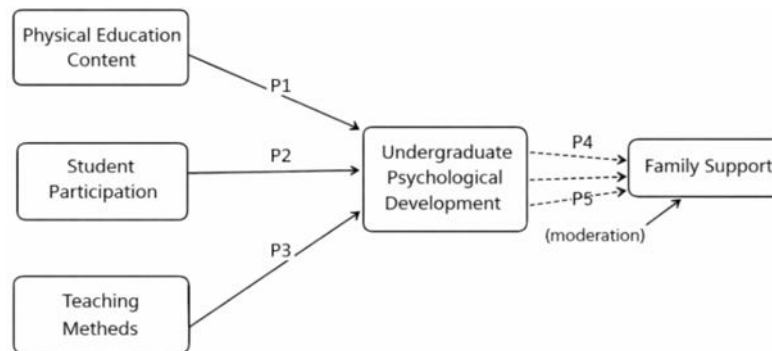 Physical Education
Content
P1
Student
Participation
P2
Teaching
Metheds
P3
Undergraduate
Psychological
Development
P4
P5
Family Support
(moderation)